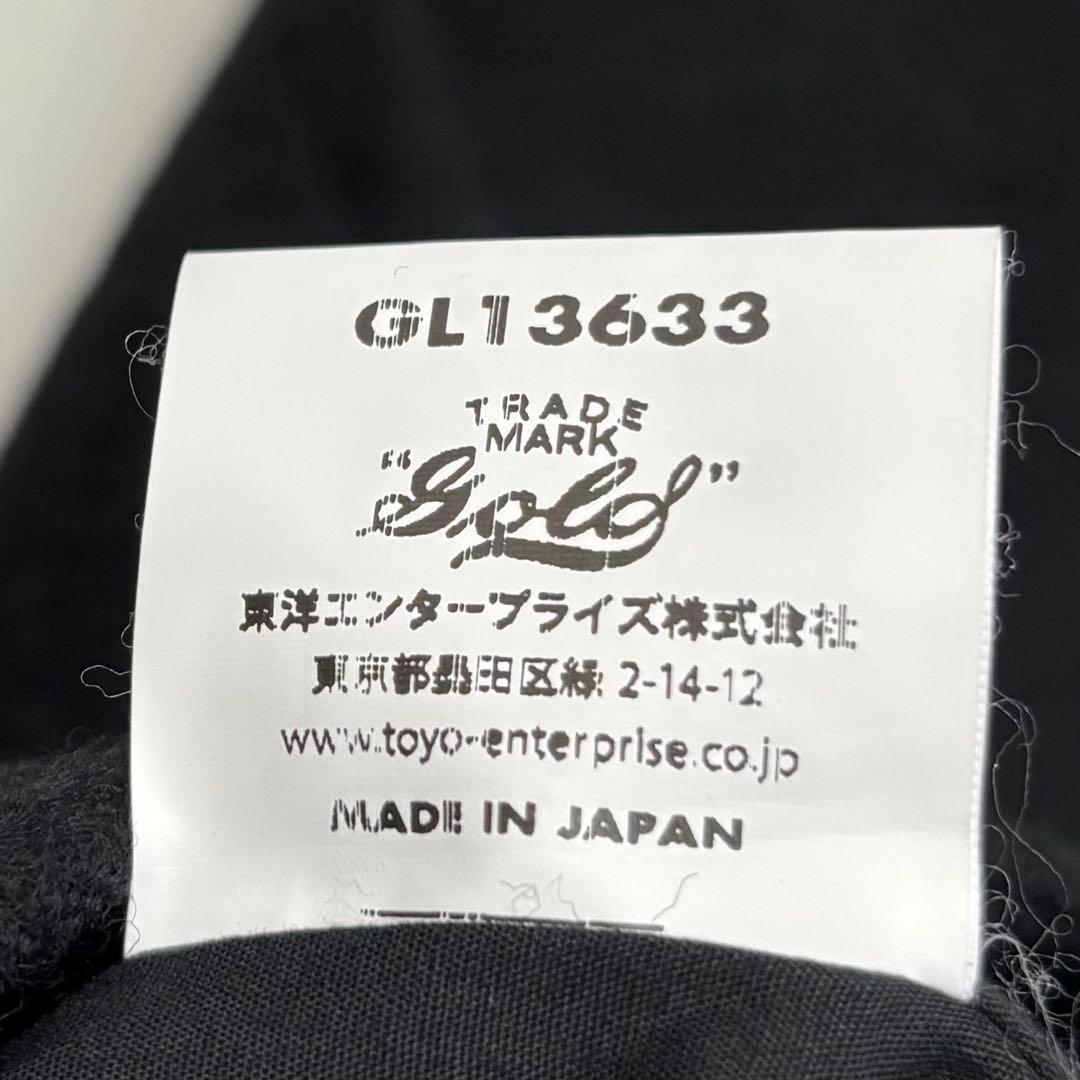 GL13633
TRADE
MARK
"Gold"
東洋エンタープライズ株式会社
東京都墨田区緑 2-14-12
www.toyo-enterprise.co.jp
MADE IN JAPAN